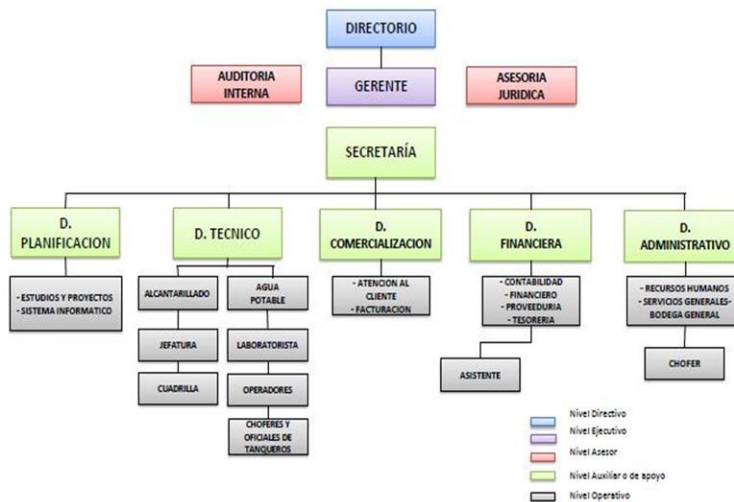 DIRECTORIO
AUDITORIA
INTERNA
GERENTE
ASESORIA
JURIDICA
SECRETARÍA
D.
PLANIFICACION
D. TECNICO
D.
COMERCIALIZACION
D.
FINANCIERA
D.
ADMINISTRATIVO
- ESTUDIOS Y PROYECTOS
- SISTEMA INFORMATICO
ALCANTARILLADO
AGUA
POTABLE
- ATENCION AL
CLIENTE
- FACTURACION
- CONTABILIDAD
- FINANCIERO
- PROVEEDURIA
- TESORERIA
- RECURSOS HUMANOS
- SERVICIOS GENERALES-
BODEGA GENERAL
JEFATURA
LABORATORISTA
ASISTENTE
CHOFER
CUADRILLA
OPERADORES
CHOFERES Y
OFICIALES DE
TANQUEROS
Nivel Directivo
Nivel Ejecutivo
Nivel Asesor
Nivel Auxiliar o de apoyo
Nivel Operativo